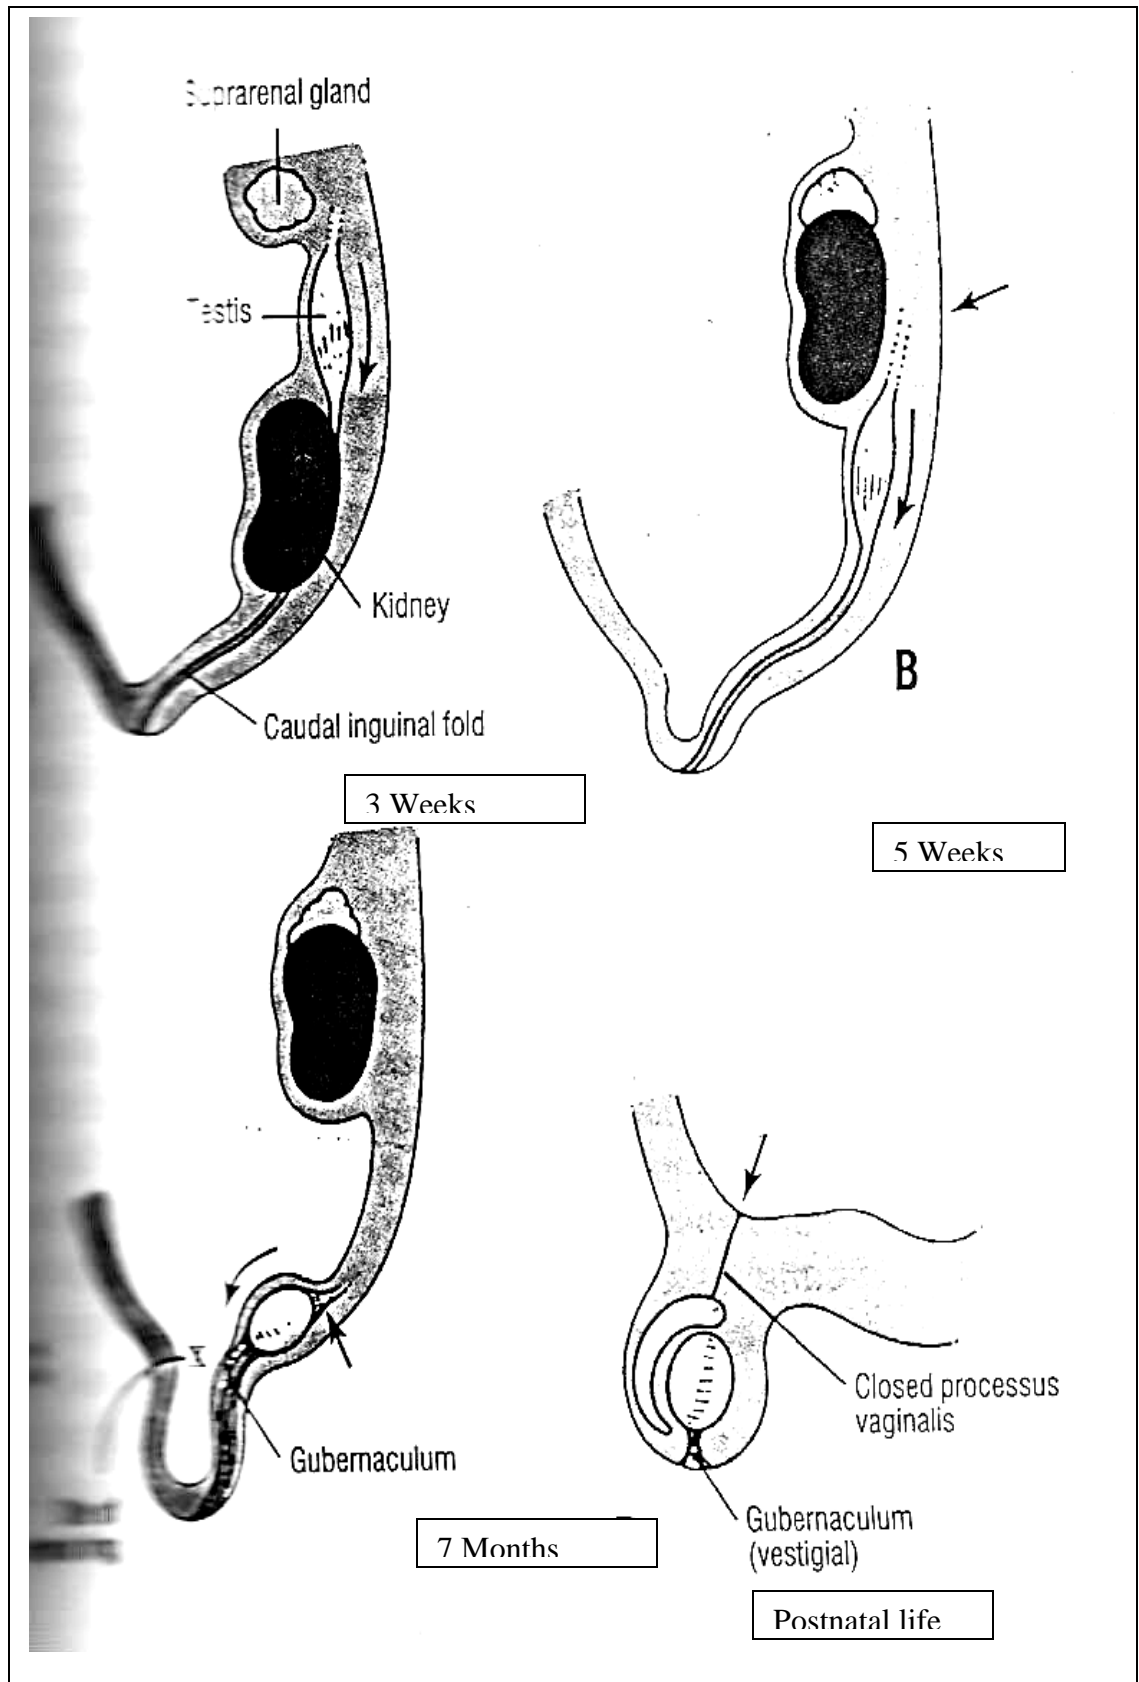 Suprarenal gland
Testis
Kidney
Caudal inguinal fold
3 Weeks
B
5 Weeks
Gubernaculum
7 Months
Closed processus
vaginalis
Gubernaculum
(vestigial)
Postnatal life